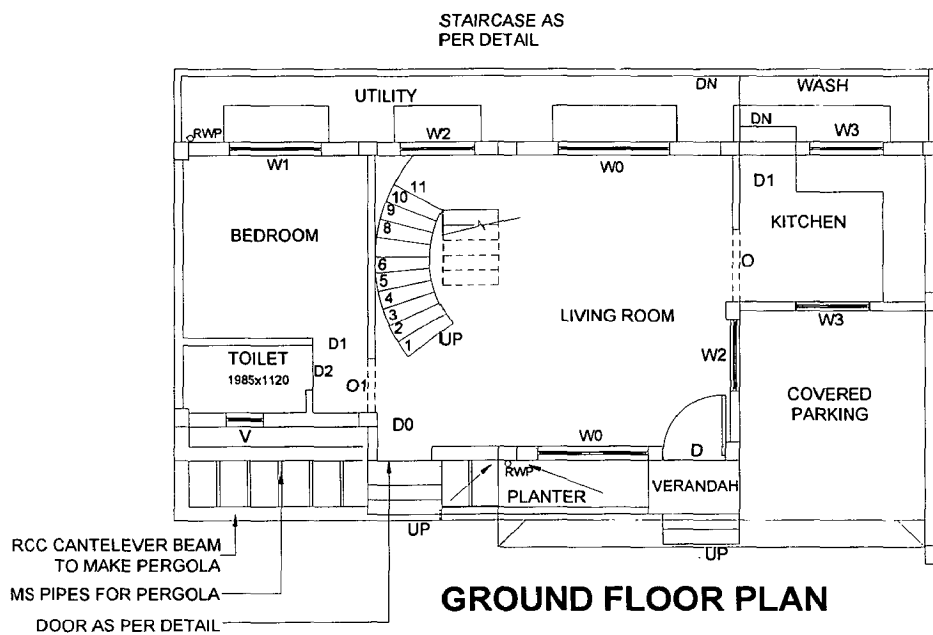 STAIRCASE AS
PER DETAIL
DN
WASH
UTILITY
RWP
W2
DN
W3
W1
W0
D1
11
10
9
8
6
5
4
3
2
1
UP
BEDROOM
KITCHEN
O
LIVING ROOM
W3
D1
TOILET
1985x1120
D2
O1
W2
COVERED
PARKING
D0
V
W0
D
RWP
PLANTER
VERANDAH
UP
UP
RCC CANTELEVER BEAM
TO MAKE PERGOLA
MS PIPES FOR PERGOLA
DOOR AS PER DETAIL
GROUND FLOOR PLAN